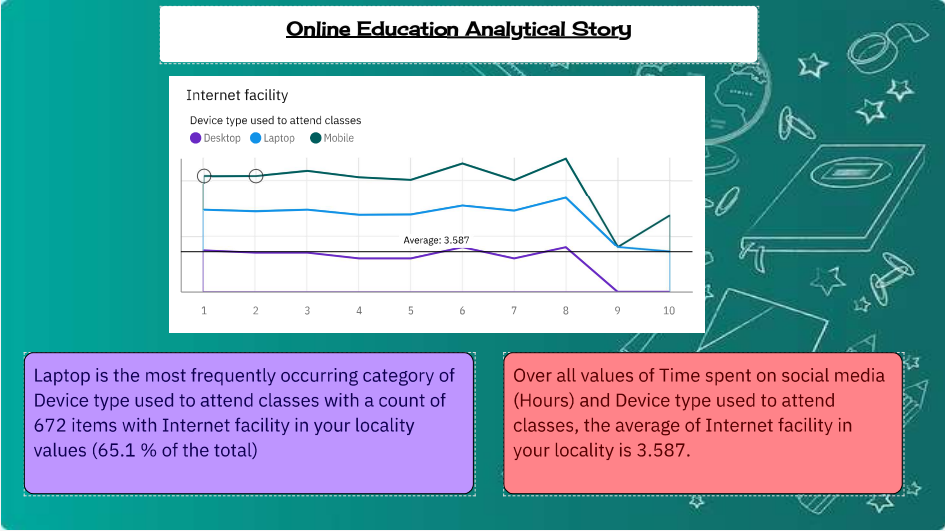 Online Education Analytical Story
Internet facility
Device type used to attend classes
Desktop Laptop Mobile
Average: 3.587
1 2 3 4 5 6 7 8 9 10
Laptop is the most frequently occurring category of
Device type used to attend classes with a count of
672 items with Internet facility in your locality
values (65.1 % of the total)
Over all values of Time spent on social media
(Hours) and Device type used to attend
classes, the average of Internet facility in
your locality is 3.587.